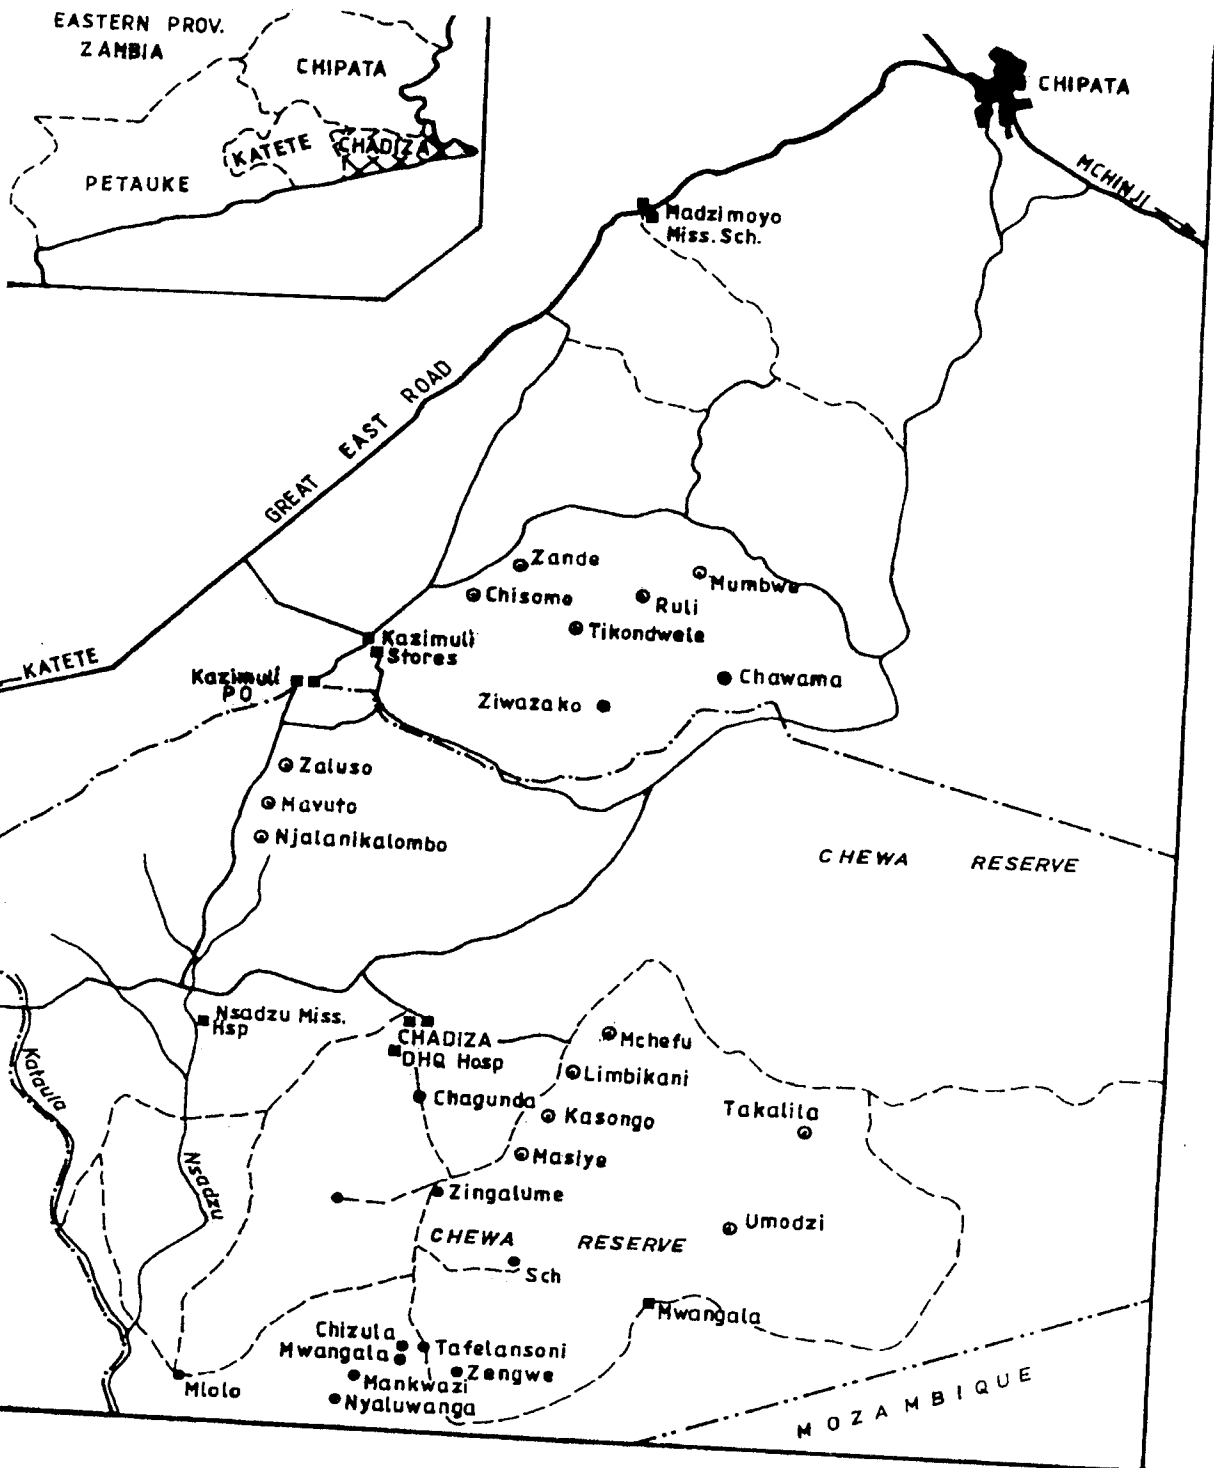 EASTERN PROV.
ZAMBIA
CHIPATA
KATETE
CHADIZA
PETAUKE
CHIPATA
MCHINJI
Madzimoyo
Miss. Sch.
GREAT EAST ROAD
Zande
Mumbwe
Chisome
Ruli
Tikondwele
Kazimuli
Stores
KATETE
Kazimuli
PO
Chawama
Ziwazako
Zaluso
Mavuto
Njalanikalombo
CHEWA RESERVE
Nsadzu Miss.
Hsp
CHADIZA
DHQ Hosp
Mchefu
Limbikani
Kataula
Chagunda
Kasongo
Takalila
Masiye
Nsadzu
Zingalume
Umodzi
CHEWA RESERVE
Sch
Mwangala
Chizula
Mwangala
Tafelansoni
Zengwe
Mankwazi
Mlolo
Nyaluwanga
MOZAMBIQUE